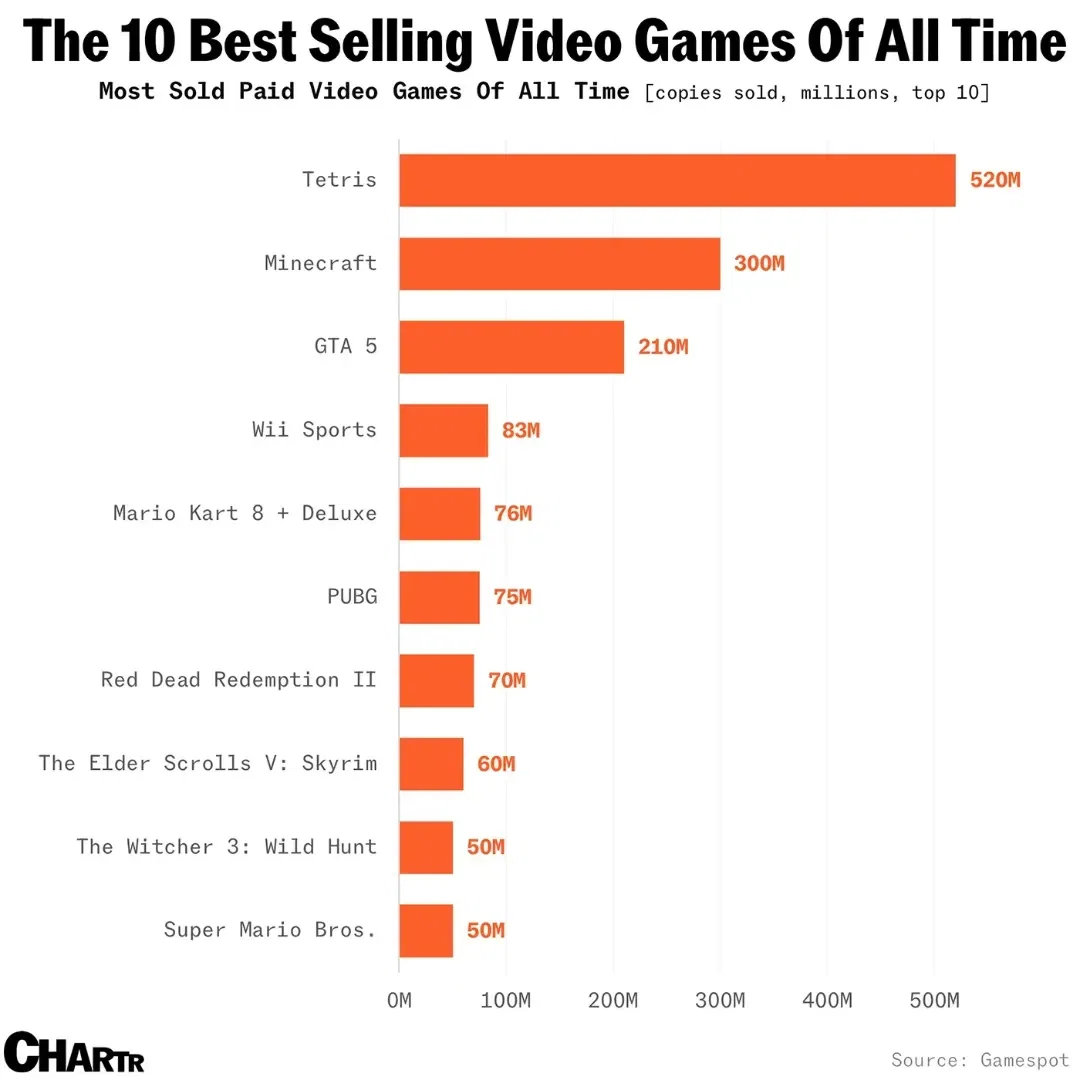 The 10 Best Selling Video Games Of All Time
Most Sold Paid Video Games Of All Time [copies sold, millions, top 10]
Tetris 520M
Minecraft 300M
GTA 5 210M
Wii Sports 83M
Mario Kart 8 + Deluxe 76M
PUBG 75M
Red Dead Redemption II 70M
The Elder Scrolls V: Skyrim 60M
The Witcher 3: Wild Hunt 50M
Super Mario Bros. 50M
0M 100M 200M 300M 400M 500M
CHARTR
Source: Gamespot